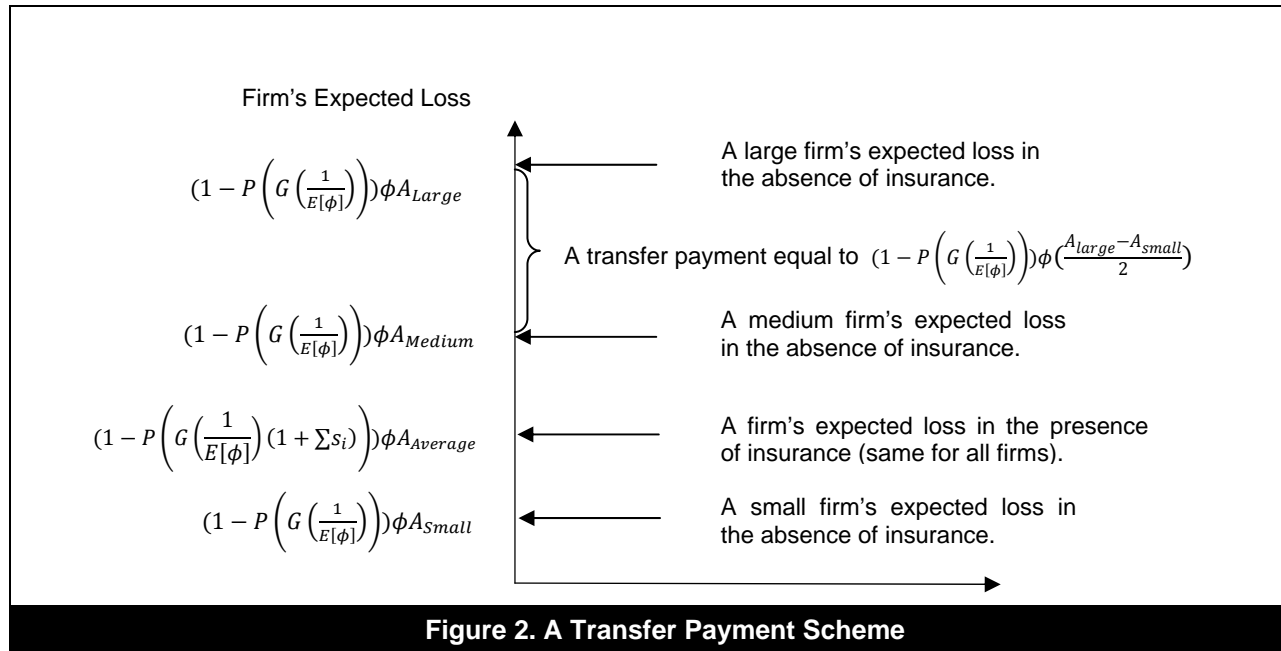 Firm's Expected Loss
(1 − P(G(1/E[ϕ])))ϕA_Large
A large firm's expected loss in
the absence of insurance.
A transfer payment equal to (1 − P(G(1/E[ϕ])))ϕ((A_large−A_small)/2)
(1 − P(G(1/E[ϕ])))ϕA_Medium
A medium firm's expected loss
in the absence of insurance.
(1 − P(G(1/E[ϕ])(1 + ∑s_i)))ϕA_Average
A firm's expected loss in the presence
of insurance (same for all firms).
(1 − P(G(1/E[ϕ])))ϕA_Small
A small firm's expected loss in
the absence of insurance.
Figure 2. A Transfer Payment Scheme